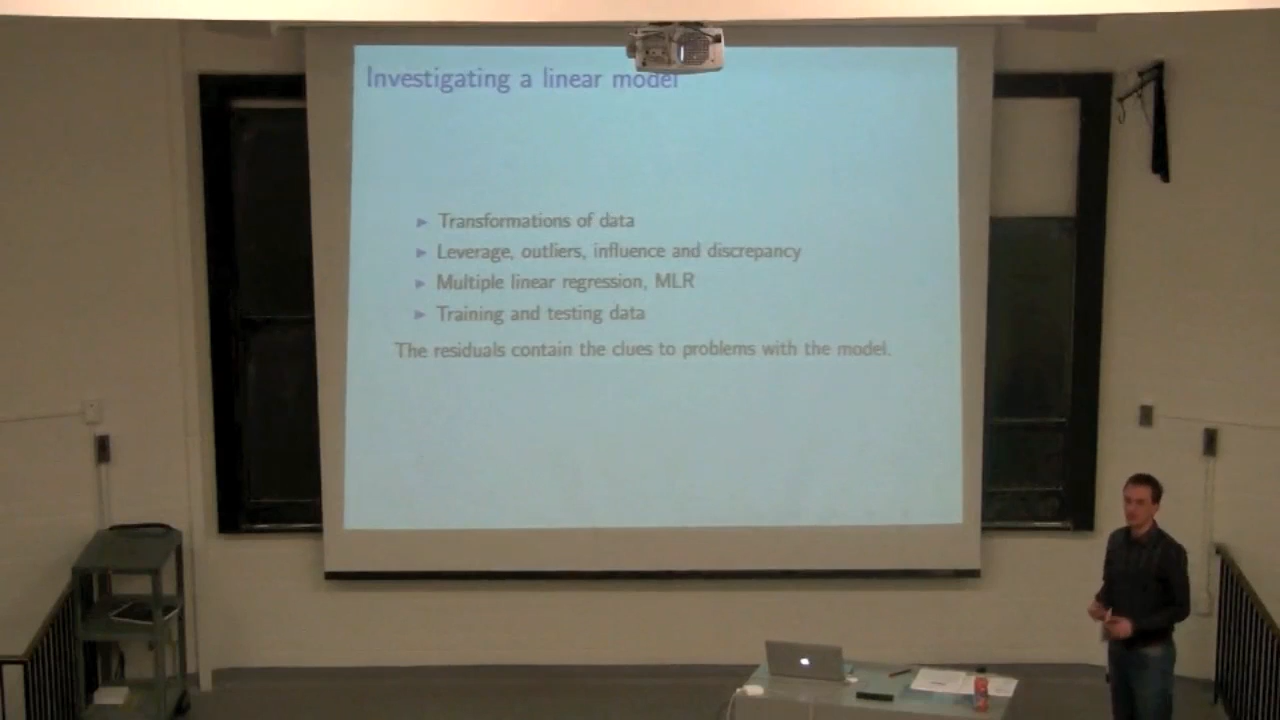 Investigating a linear model
Transformations of data
Leverage, outliers, influence and discrepancy
Multiple linear regression, MLR
Training and testing data
The residuals contain the clues to problems with the model.